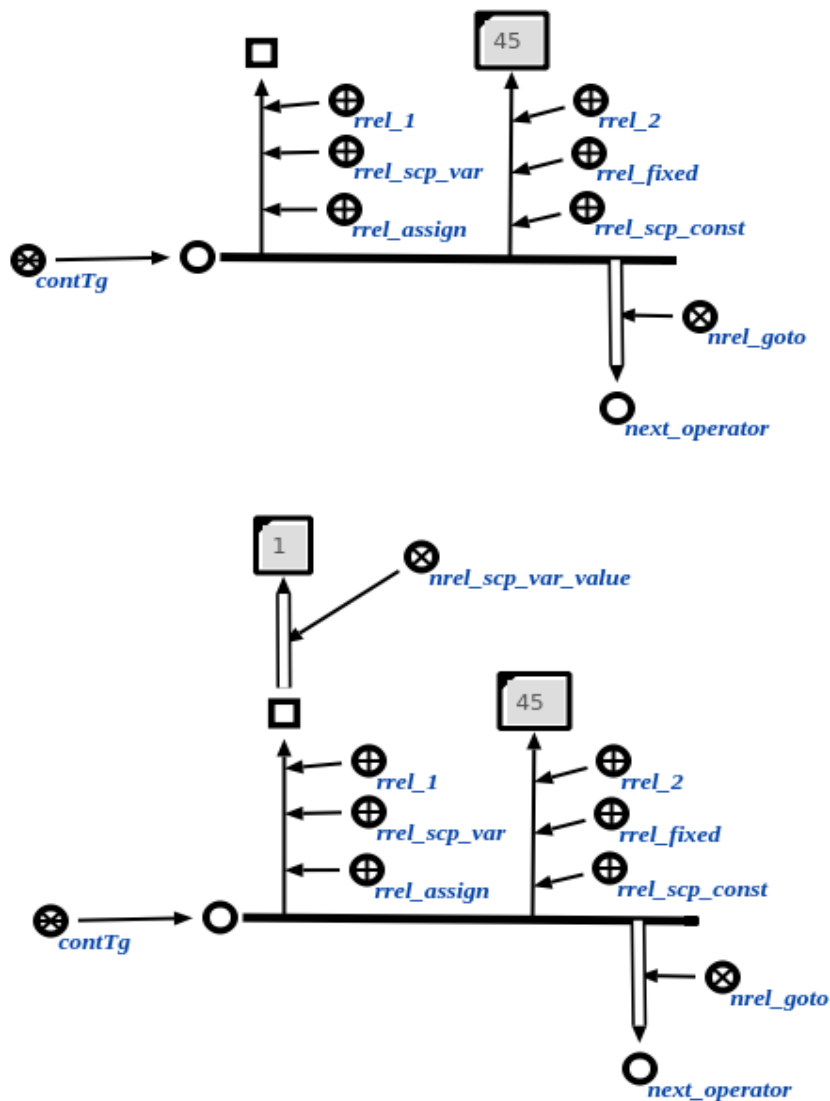 45
rrel_1
rrel_2
rrel_scp_var
rrel_fixed
rrel_assign
rrel_scp_const
contTg
nrel_goto
next_operator
1
nrel_scp_var_value
45
rrel_1
rrel_2
rrel_scp_var
rrel_fixed
rrel_assign
rrel_scp_const
contTg
nrel_goto
next_operator